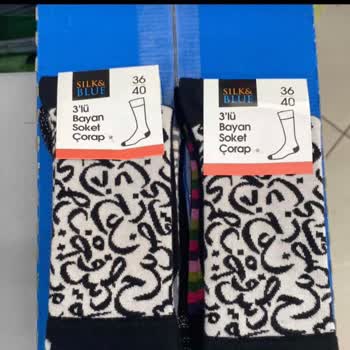 SILK&
BLUE
36
40
3'lü
Bayan
Soket
Çorap
SILK&
BLUE
36
40
3'lü
Bayan
Soket
Çorap